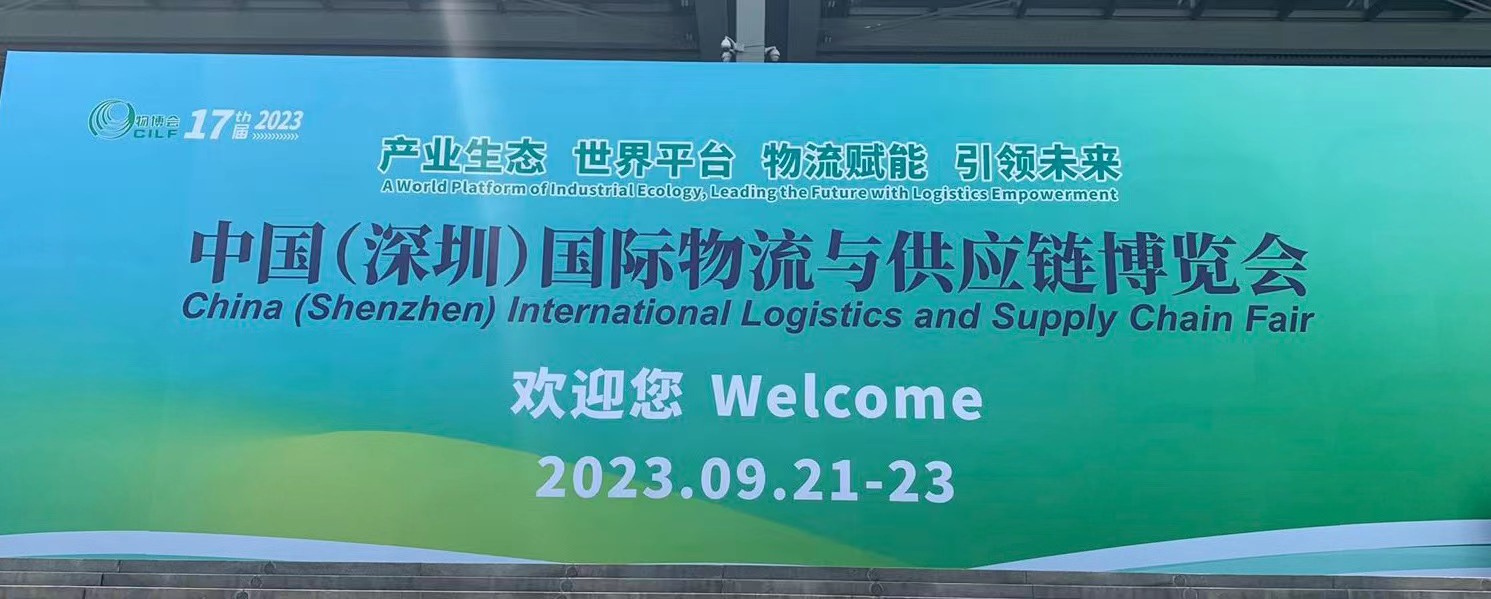 物博会
CILF
17th届 2023
产业生态 世界平台 物流赋能 引领未来
A World Platform of Industrial Ecology, Leading the Future with Logistics Empowerment
中国(深圳)国际物流与供应链博览会
China (Shenzhen) International Logistics and Supply Chain Fair
欢迎您 Welcome
2023.09.21-23